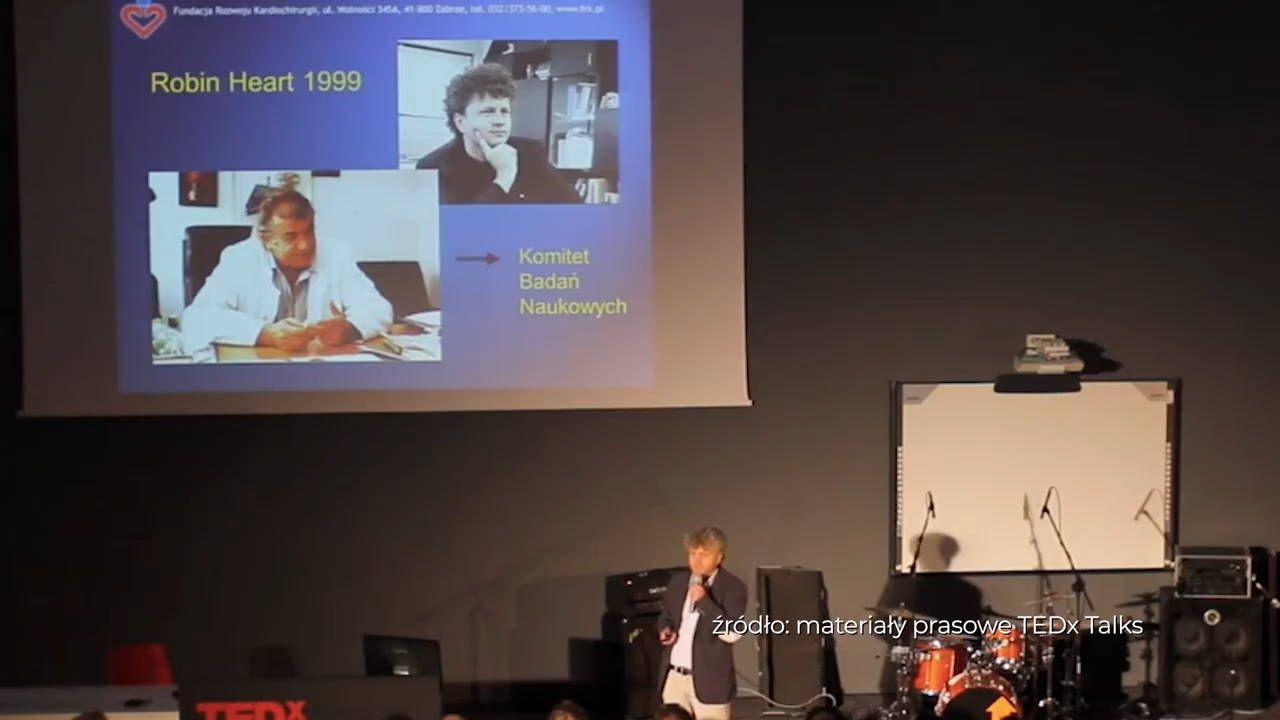 Fundacja Rozwoju Kardiochirurgii, ul. Wolności 345A, 41-800 Zabrze, tel. (032)373-56-00, www.frk.pl
Robin Heart 1999
Komitet
Badań
Naukowych
źródło: materiały prasowe TEDx Talks
TEDx